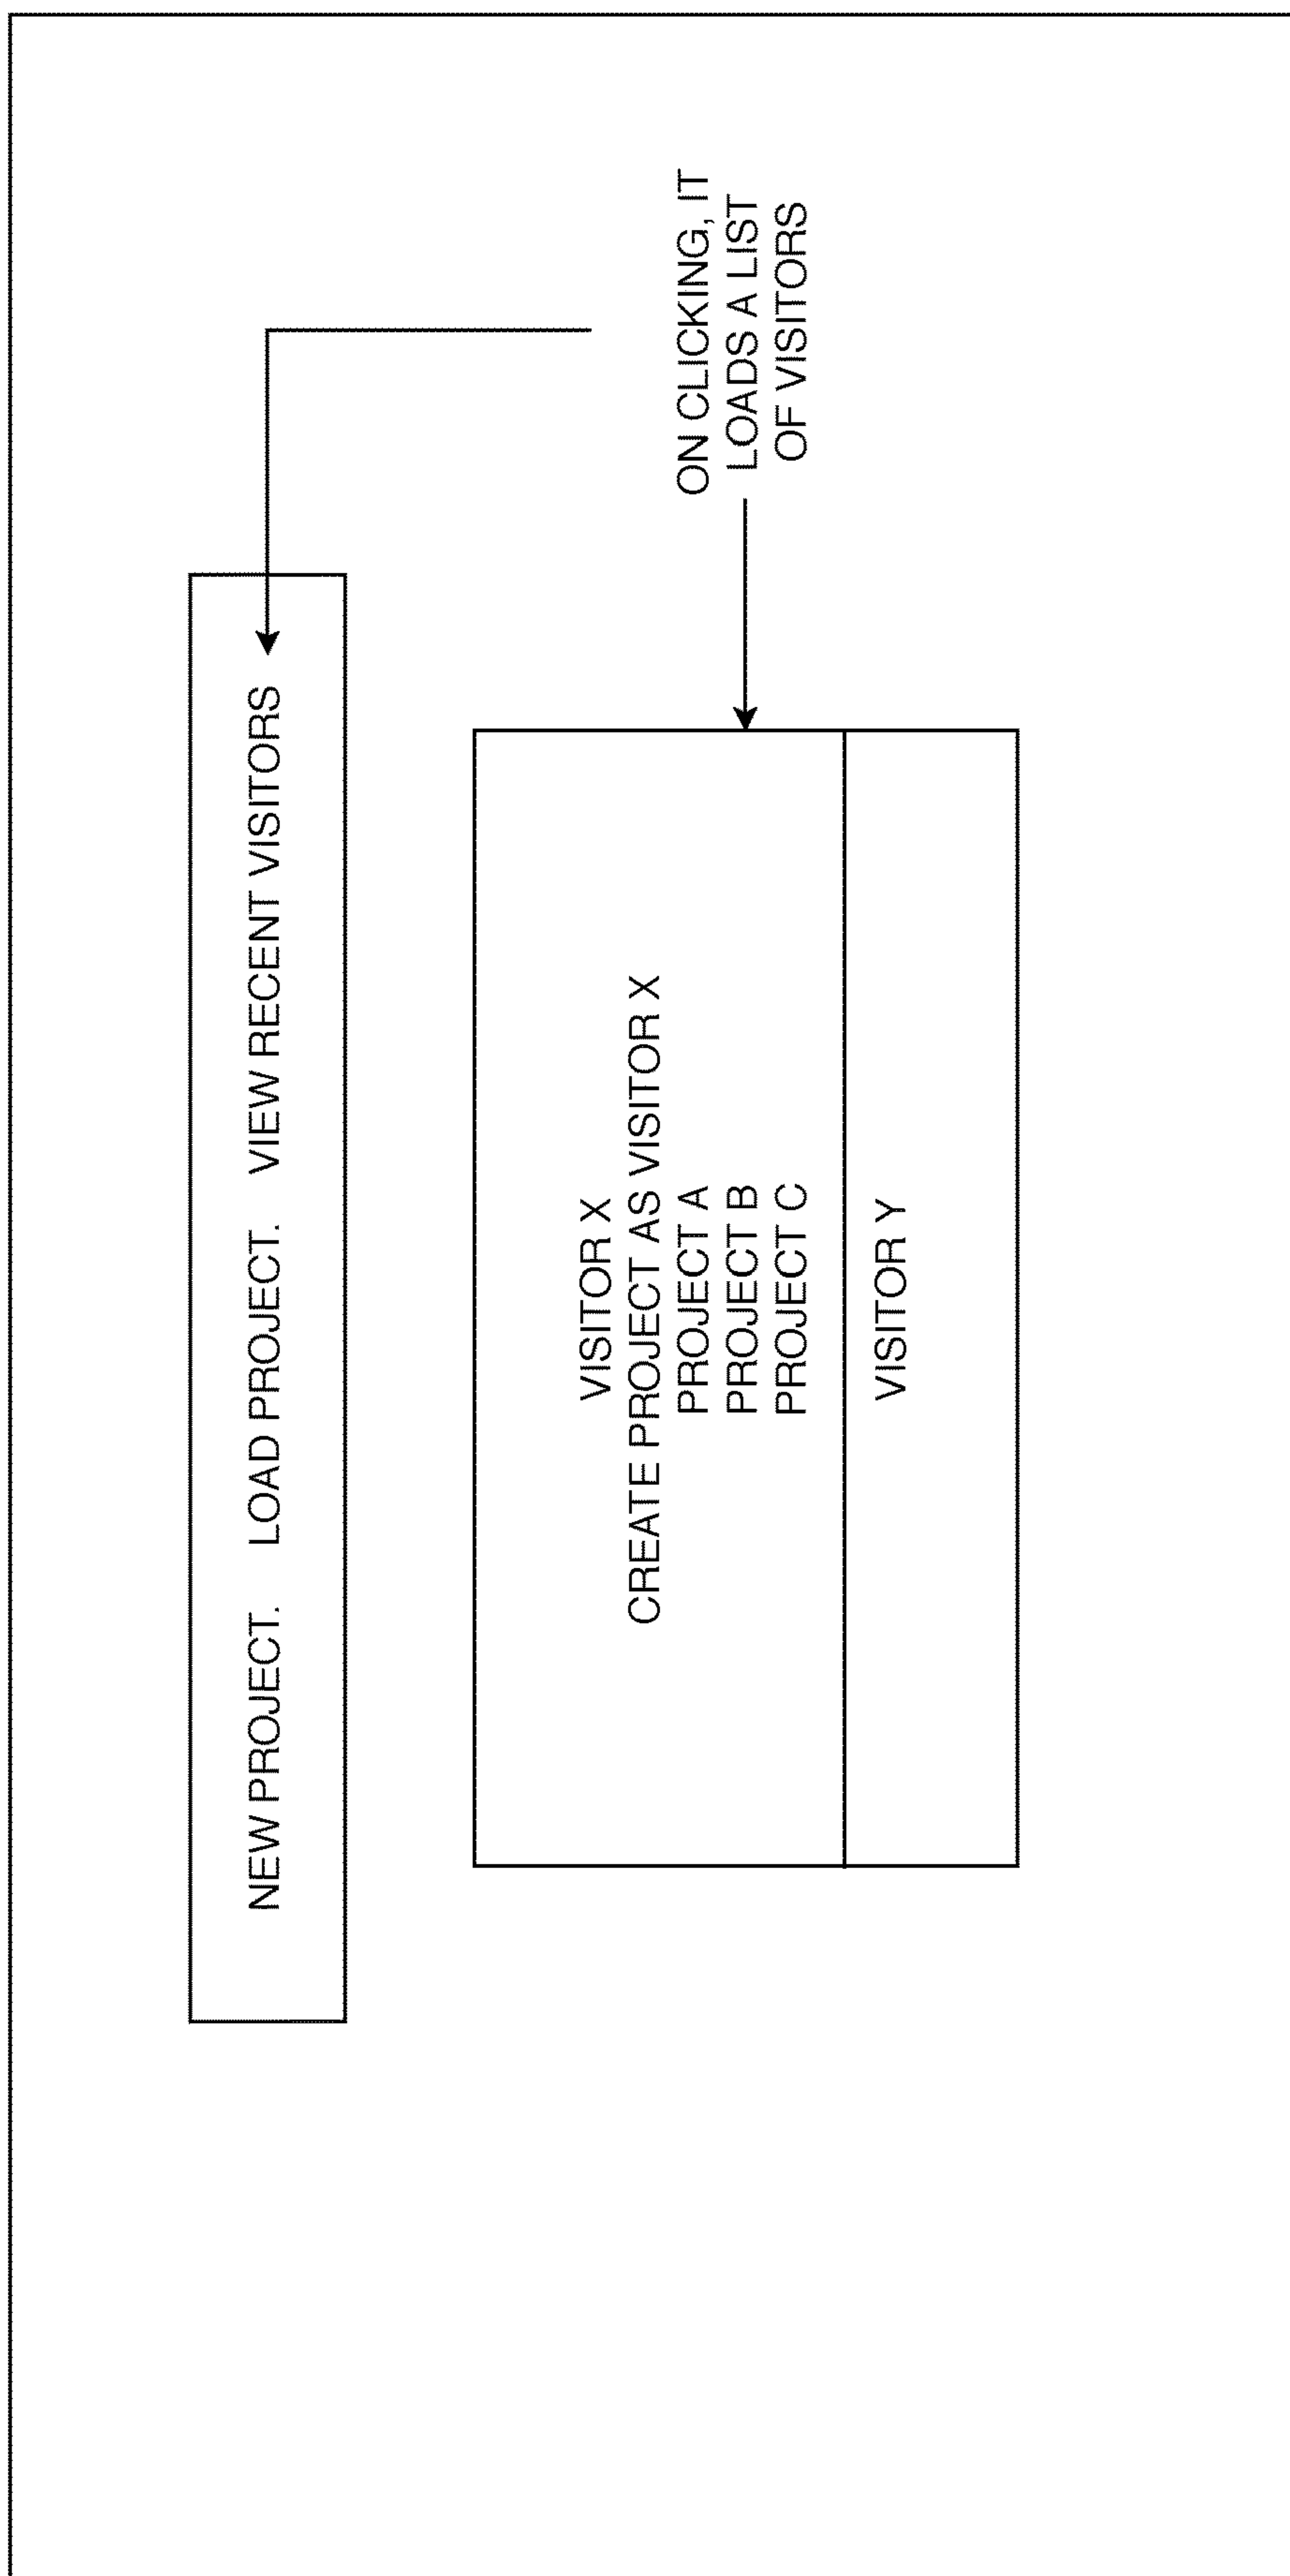 NEW PROJECT. LOAD PROJECT. VIEW RECENT VISITORS
VISITOR X
CREATE PROJECT AS VISITOR X
PROJECT A
PROJECT B
PROJECT C
VISITOR Y
ON CLICKING, IT
LOADS A LIST
OF VISITORS